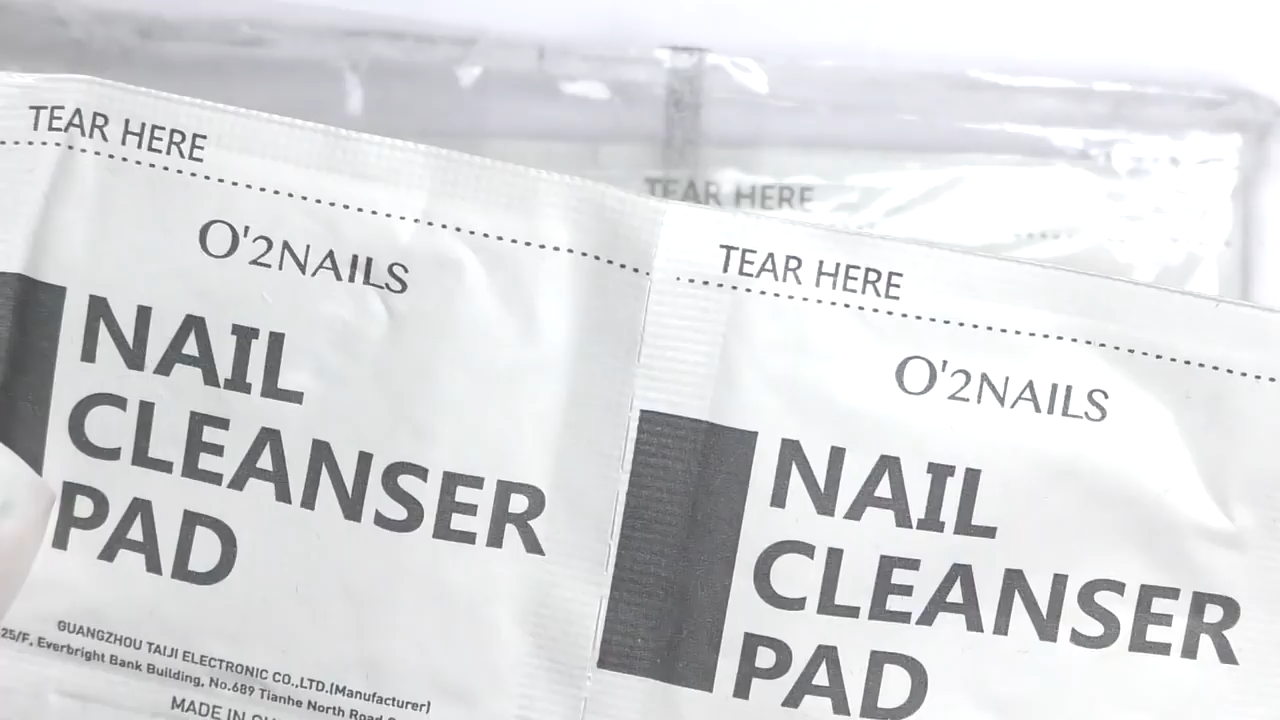 TEAR HERE
O'2NAILS
NAIL
CLEANSER
PAD
GUANGZHOU TAIJI ELECTRONIC CO.,LTD.(Manufacturer)
25/F, Everbright Bank Building, No.689 Tianhe North Road
MADE IN
TEAR HERE
TEAR HERE
O'2NAILS
NAIL
CLEANSER
PAD